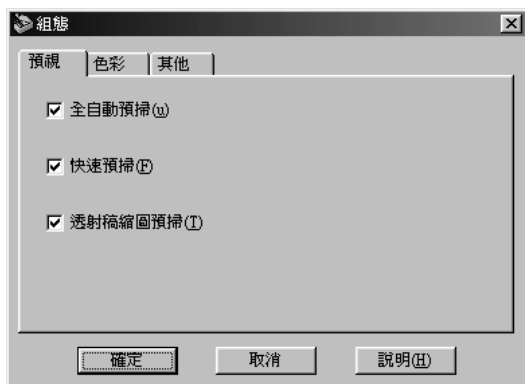 組態
預視 色彩 其他
全自動預掃(u)
快速預掃(F)
透射稿縮圖預掃(T)
確定 取消 說明(H)